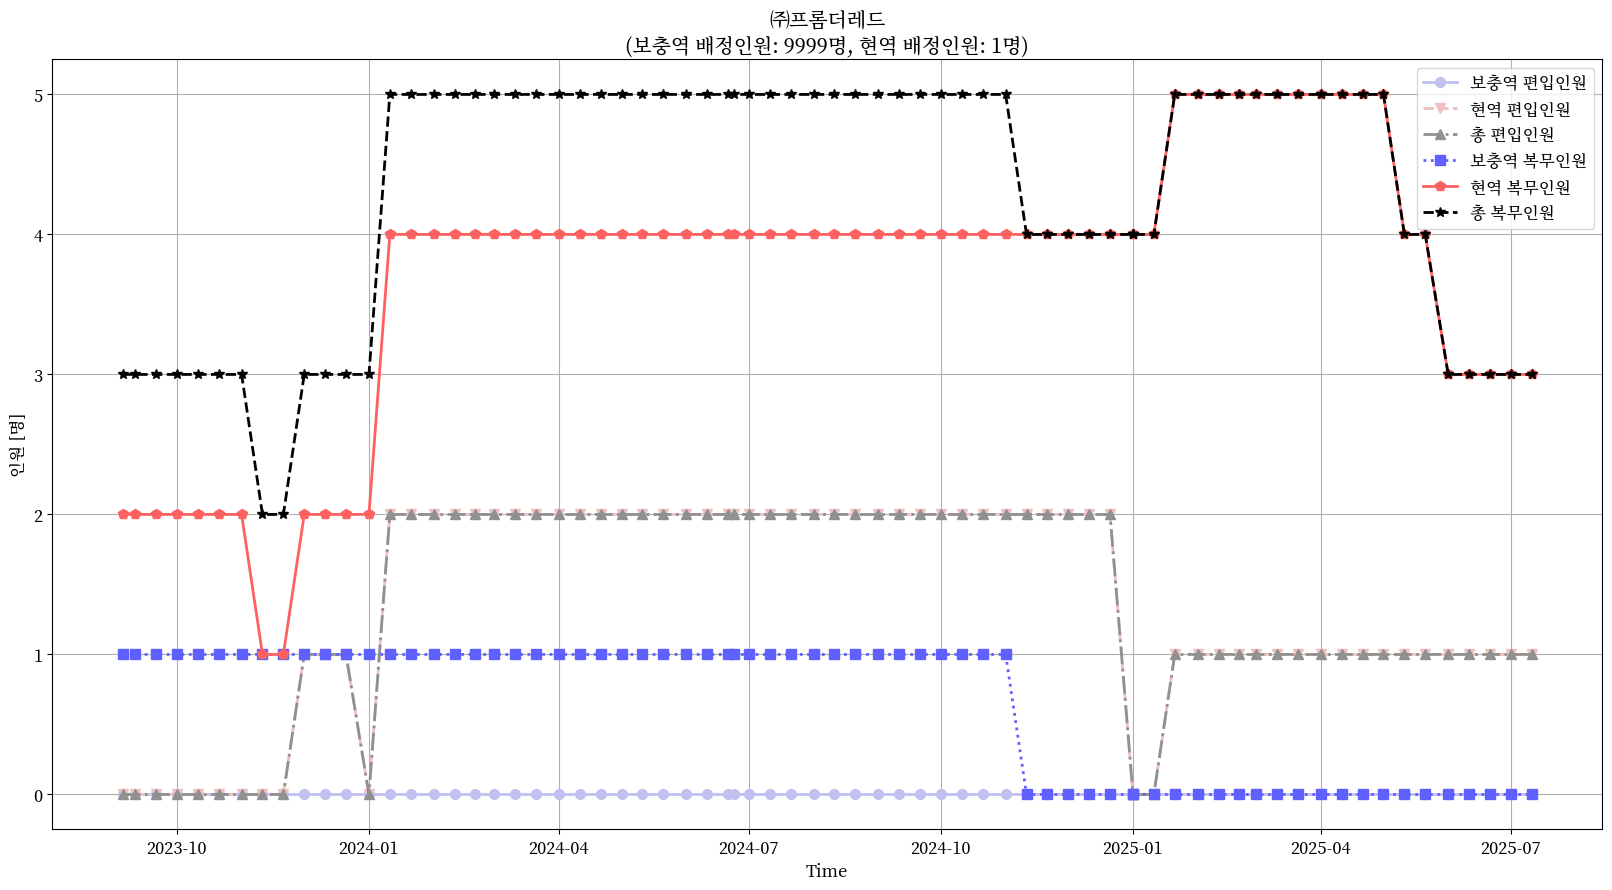 ㈜프롬더레드
(보충역 배정인원: 9999명, 현역 배정인원: 1명)
5
4
3
2
1
0
인원 [명]
보충역 편입인원
현역 편입인원
총 편입인원
보충역 복무인원
현역 복무인원
총 복무인원
2023-10
2024-01
2024-04
2024-07
2024-10
2025-01
2025-04
2025-07
Time